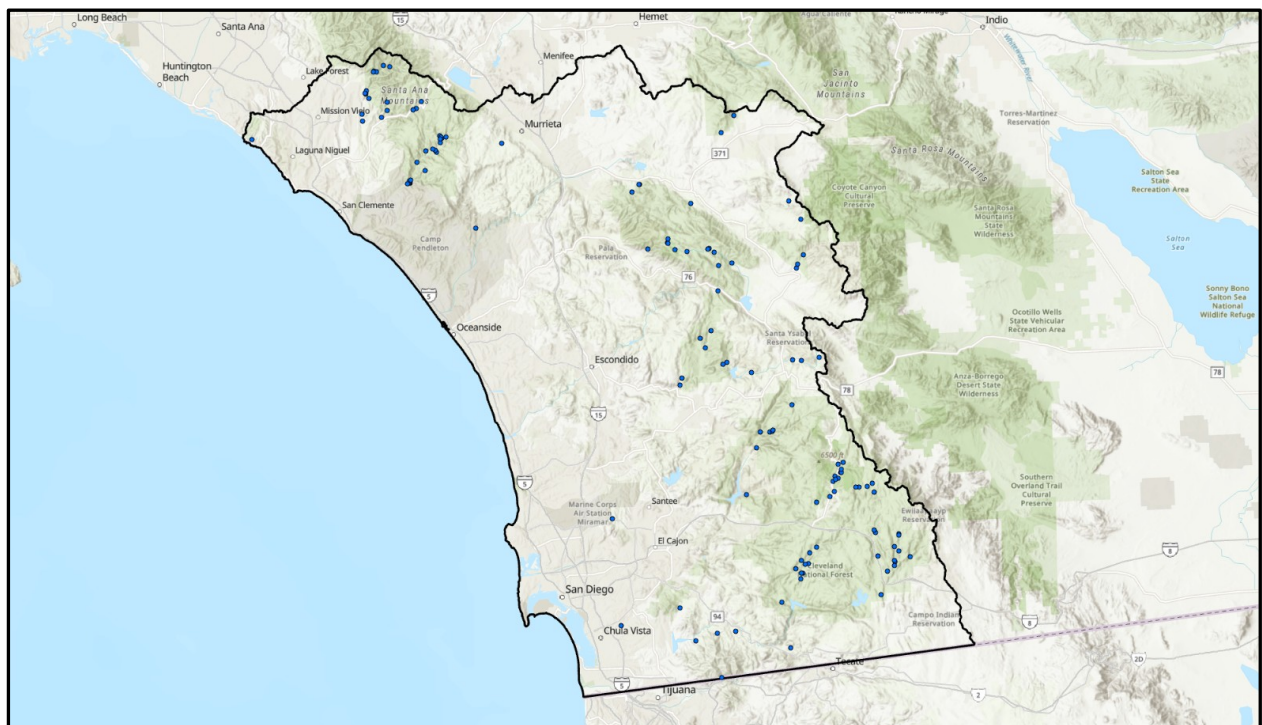 Long Beach
Santa Ana
15
Hemet
Indio
Huntington
Beach
Lake Forest
Menifee
San
Jacinto
Mountains
Santa Ana
Mountains
Mission Viejo
Murrieta
Torres-Martinez
Reservation
Laguna Niguel
371
Santa Rosa Mountains
Salton Sea
State
Recreation Area
Coyote Canyon
Cultural
Preserve
San Clemente
Santa Rosa
Mountains
State
Wilderness
Camp
Pendleton
Pala
Reservation
Salton
Sea
76
5
Sonny Bono
Salton Sea
National
Wildlife Refuge
Oceanside
Ocotillo Wells
State Vehicular
Recreation Area
Santa Ysabel
Reservation
Escondido
78
78
Anza-Borrego
Desert State
Wilderness
15
6500 ft
5
Southern
Overland Trail
Cultural
Preserve
Marine Corps
Air Station
Miramar
Santee
Ewiiaapaayp
Reservation
El Cajon
8
Cleveland
National Forest
San Diego
94
Campo Indian
Reservation
8
Chula Vista
Tecate
2D
5
Tijuana
2